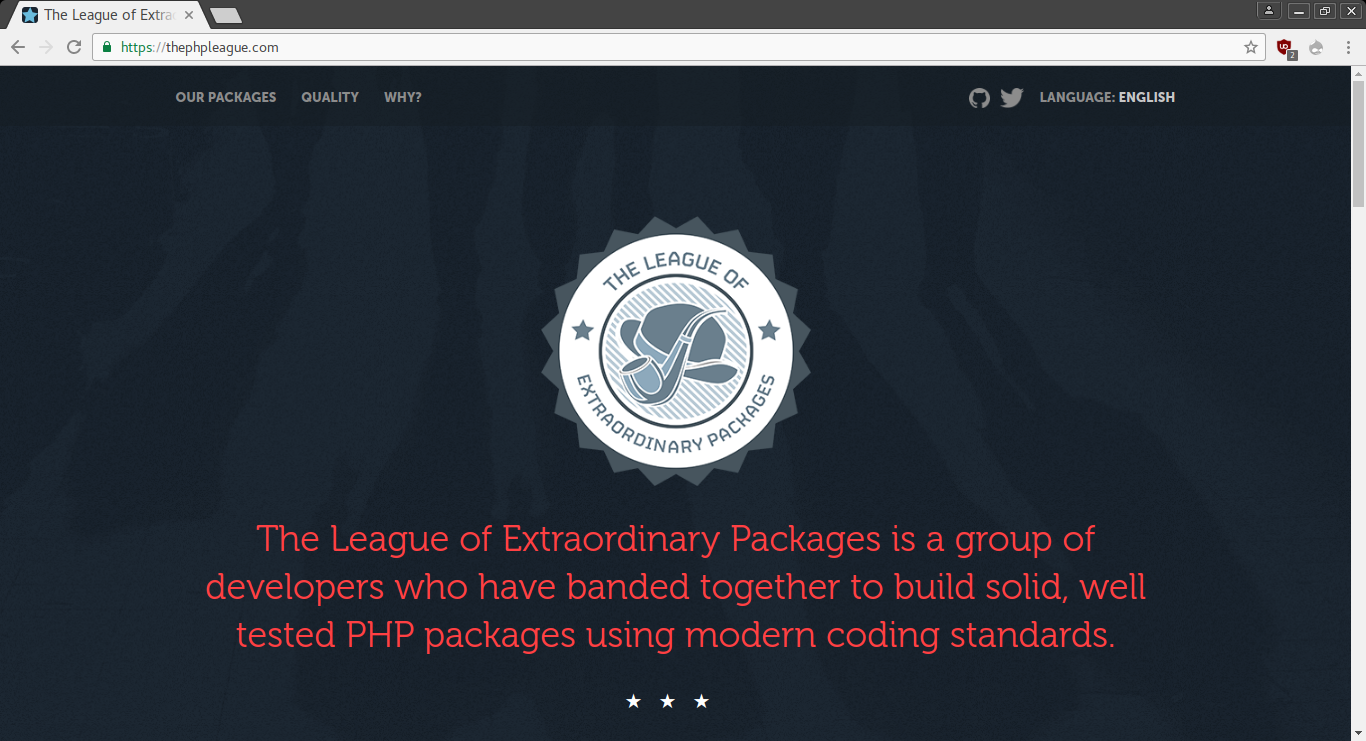 The League of Extra
https://thephpleague.com
2
OUR PACKAGES QUALITY WHY? LANGUAGE: ENGLISH
THE LEAGUE OF
EXTRAORDINARY PACKAGES
The League of Extraordinary Packages is a group of
developers who have banded together to build solid, well
tested PHP packages using modern coding standards.